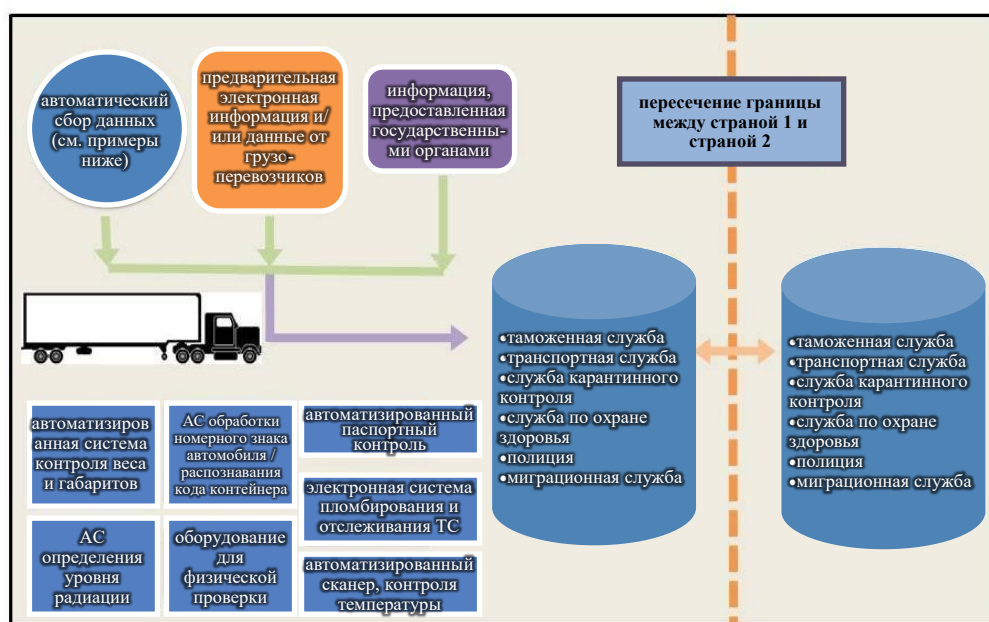 автоматический
сбор данных
(см. примеры
ниже)
предварительная
электронная
информация и/
или данные от
грузо-
перевозчиков
информация,
предоставленная
государственны-
ми органами
пересечение границы
между страной 1 и
страной 2
•таможенная служба
•транспортная служба
•служба карантинного
контроля
•служба по охране
здоровья
•полиция
•миграционная служба
•таможенная служба
•транспортная служба
•служба карантинного
контроля
•служба по охране
здоровья
•полиция
•миграционная служба
автоматизиров
анная система
контроля веса
и габаритов
АС обработки
номерного знака
автомобиля /
распознавания
кода контейнера
автоматизированный
паспортный
контроль
электронная система
пломбирования и
отслеживания ТС
АС
определения
уровня
радиации
оборудование
для
физической
проверки
автоматизированный
сканер, контроля
температуры